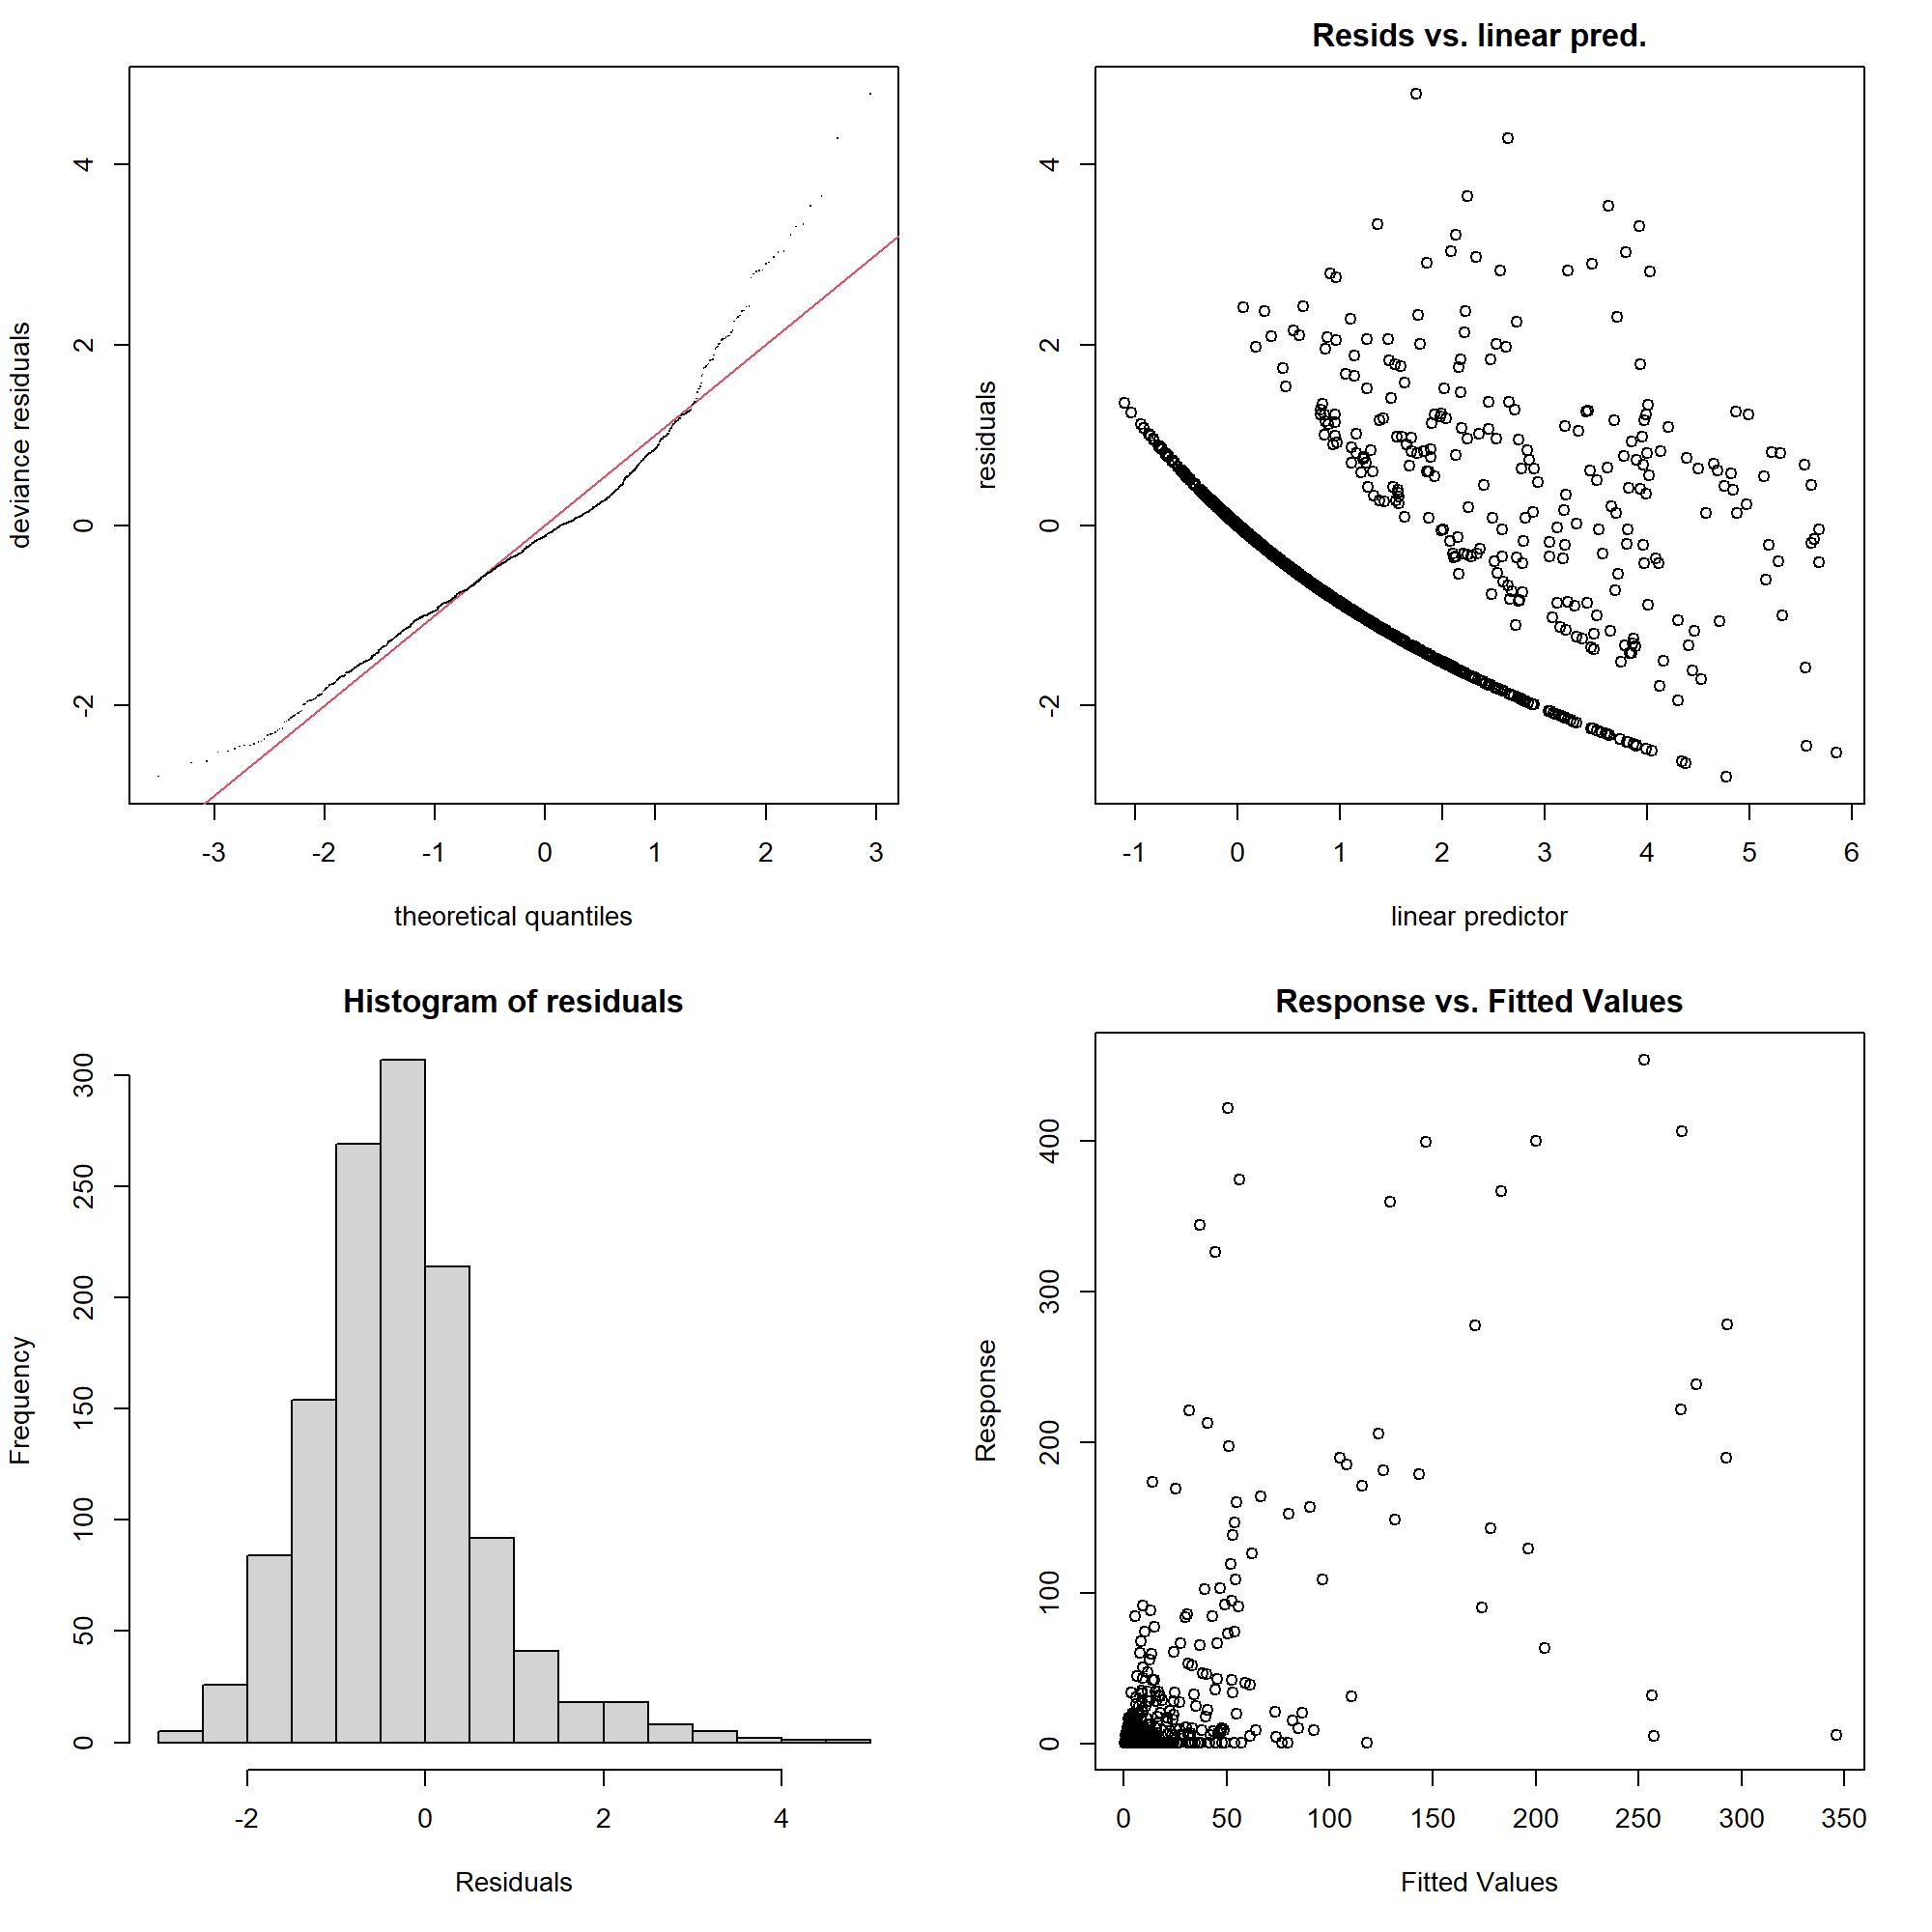 deviance residuals
4
2
0
-2
-3 -2 -1 0 1 2 3
theoretical quantiles
Resids vs. linear pred.
residuals
4
2
0
-2
-1 0 1 2 3 4 5 6
linear predictor
Histogram of residuals
Frequency
300
250
200
150
100
50
0
-2 0 2 4
Residuals
Response vs. Fitted Values
Response
400
300
200
100
0
0 50 100 150 200 250 300 350
Fitted Values